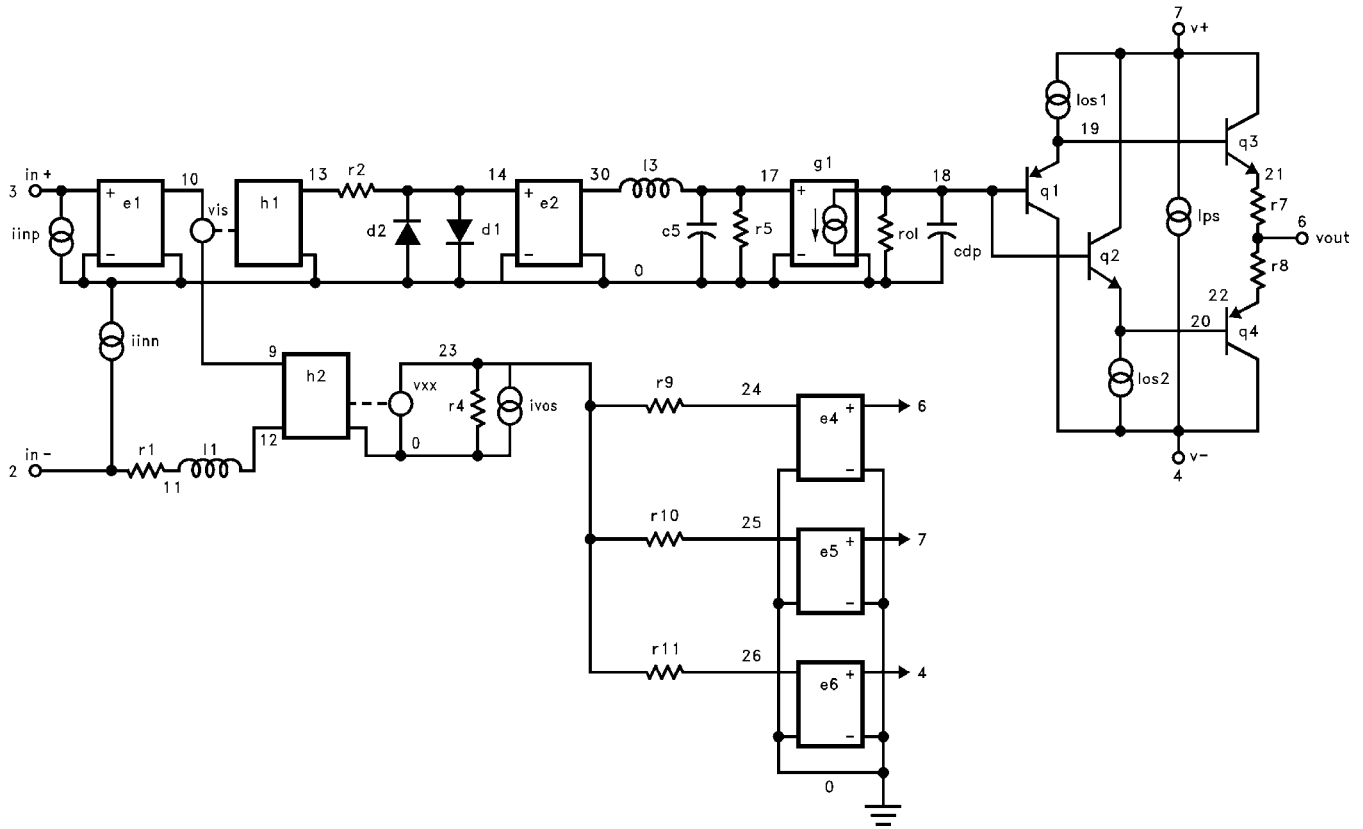 7
v+
Ios1
19
q3
21
in+
3
10
13
r2
14
30
l3
17
g1
18
q1
r7
6
vout
+
e1
vis
h1
d2
d1
+
e2
c5
r5
+
rol
cdp
Ips
iinp
−
−
0
−
q2
r8
22
20
q4
iinn
9
h2
23
vxx
r4
ivos
r9
24
e4
+
6
Ios2
12
0
v-
4
in-
2
r1
11
l1
−
r10
25
e5
+
7
−
r11
26
e6
+
4
−
0